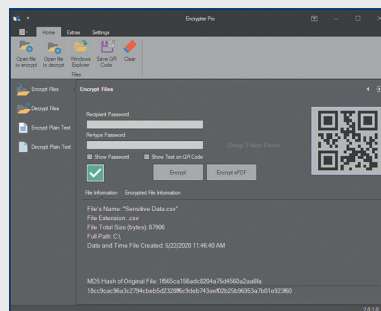 Encrypter Pro
Home Extras Settings
Open file to encrypt
Open file to decrypt
Windows Explorer
Save QR Code
Clear
Files
Encrypt Files
Decrypt Files
Encrypt Plain Text
Decrypt Plain Text
Encrypt Files
Recipient Password
Retype Password
Drop Files Here
Show Password Show Text on QR Code
Encrypt Encrypt sPDF
File Information Encrypted File Information
File's Name: "Sensitive Data.csv"
File Extension: .csv
File Total Size (bytes): 87906
Full Path: C:\..
Date and Time File Created: 5/22/2020 11:46:40 AM
MD5 Hash of Original File:
2018